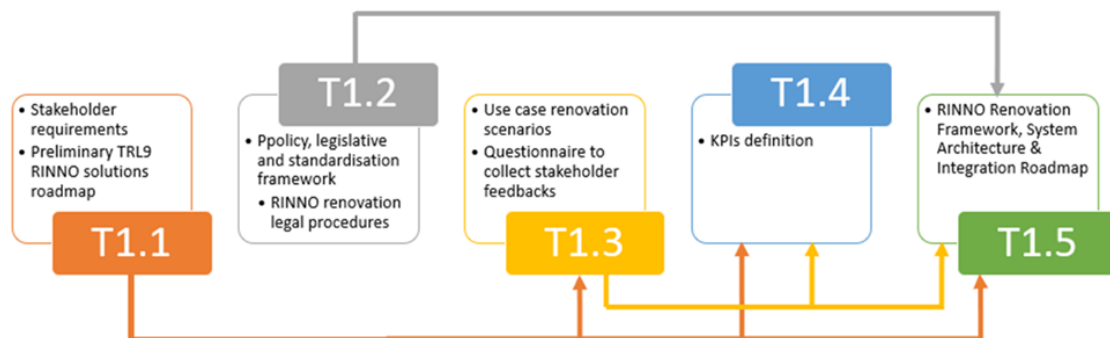 • Stakeholder
requirements
• Preliminary TRL9
RINNO solutions
roadmap
T1.1
T1.2
• Ppolicy, legislative
and standardisation
framework
• RINNO renovation
legal procedures
• Use case renovation
scenarios
• Questionnaire to
collect stakeholder
feedbacks
T1.3
T1.4
• KPIs definition
• RINNO Renovation
Framework, System
Architecture &
Integration Roadmap
T1.5